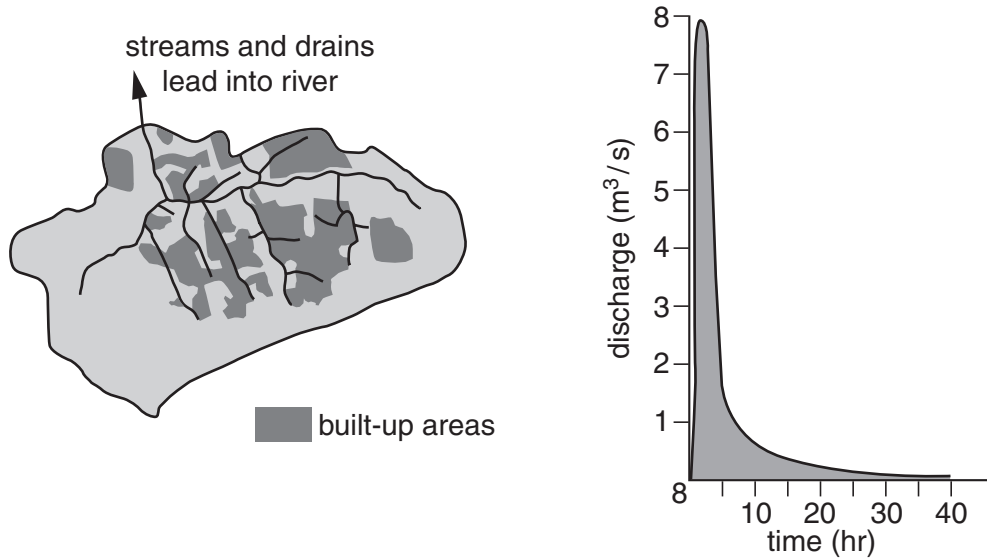 streams and drains
lead into river
built-up areas
discharge (m³/s)
8
7
6
5
4
3
2
1
8
10 20 30 40
time (hr)